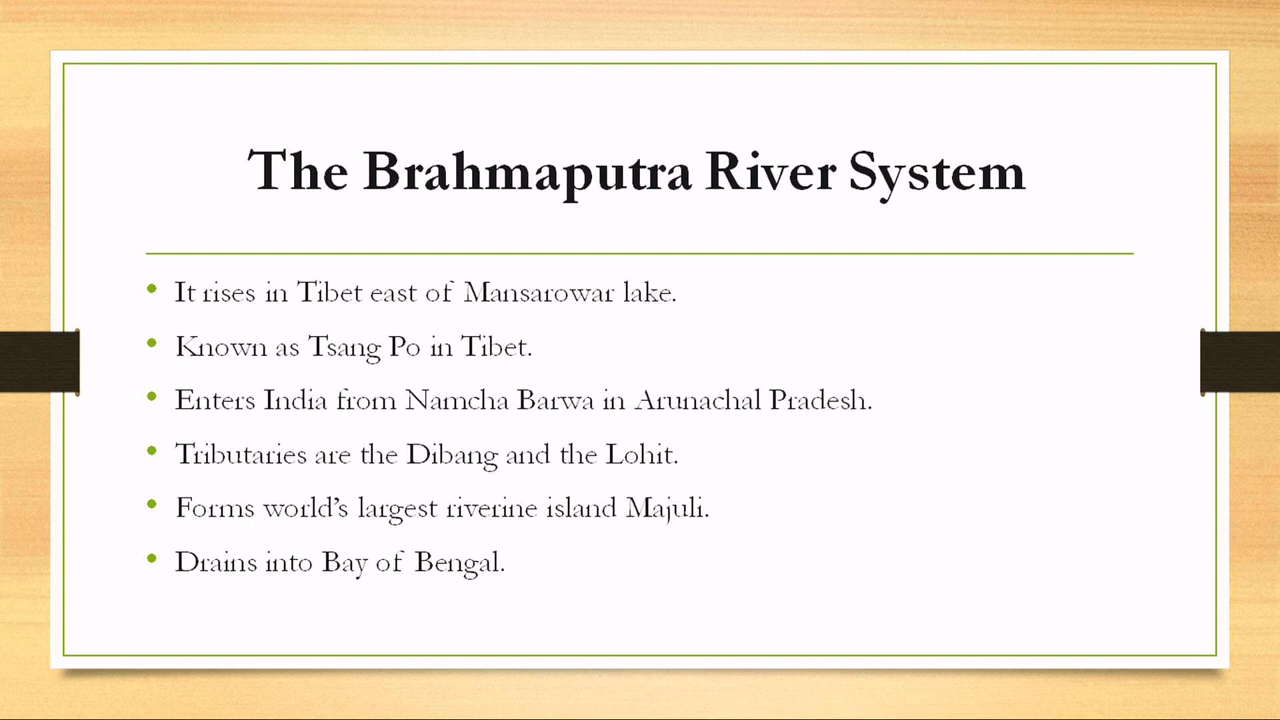 The Brahmaputra River System
• It rises in Tibet east of Mansarowar lake.
• Known as Tsang Po in Tibet.
• Enters India from Namcha Barwa in Arunachal Pradesh.
• Tributaries are the Dibang and the Lohit.
• Forms world's largest riverine island Majuli.
• Drains into Bay of Bengal.